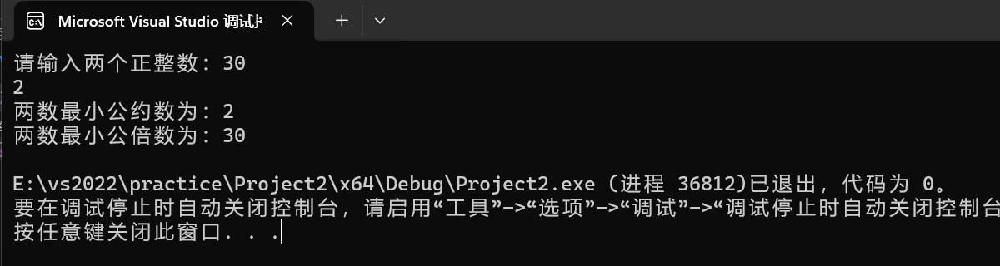 Microsoft Visual Studio 调试控
请输入两个正整数：30
2
两数最小公约数为：2
两数最小公倍数为：30
E:\vs2022\practice\Project2\x64\Debug\Project2.exe (进程 36812)已退出，代码为 0。
要在调试停止时自动关闭控制台，请启用“工具”->“选项”->“调试”->“调试停止时自动关闭控制台
按任意键关闭此窗口. . .